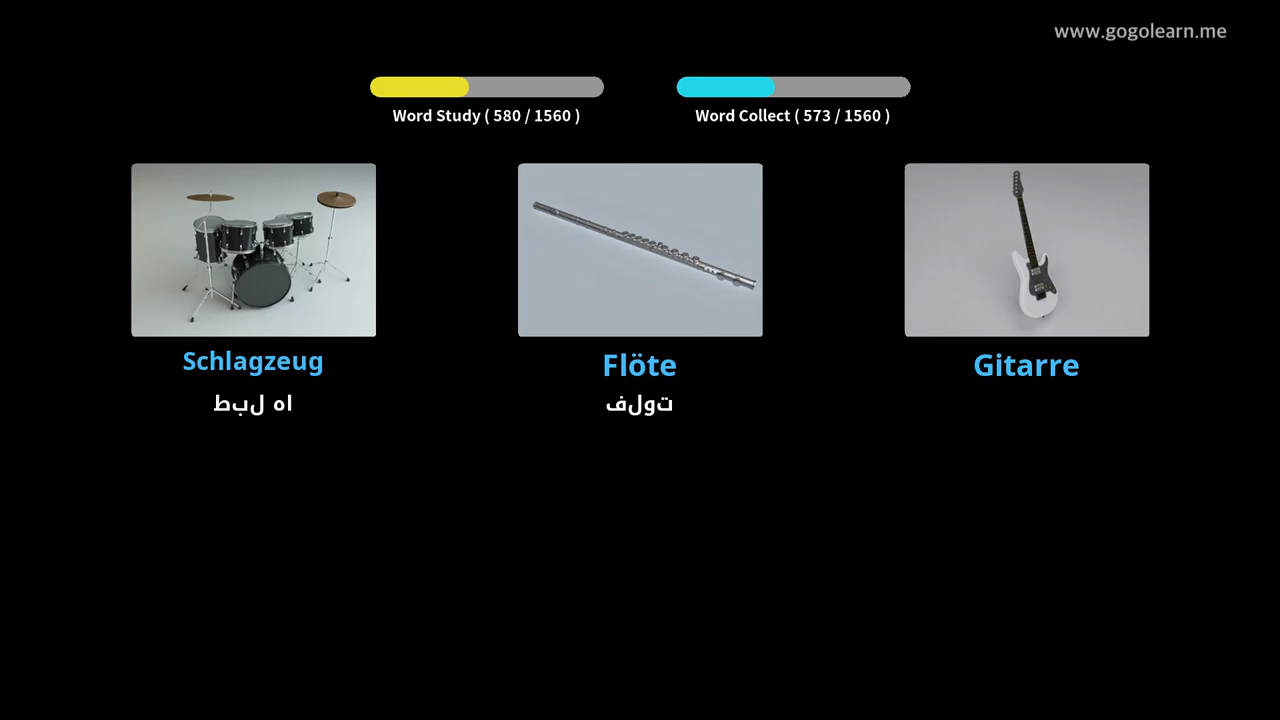 www.gogolearn.me
Word Study ( 580 / 1560 )
Word Collect ( 573 / 1560 )
Schlagzeug
Flöte
Gitarre
اه لبط
تولف